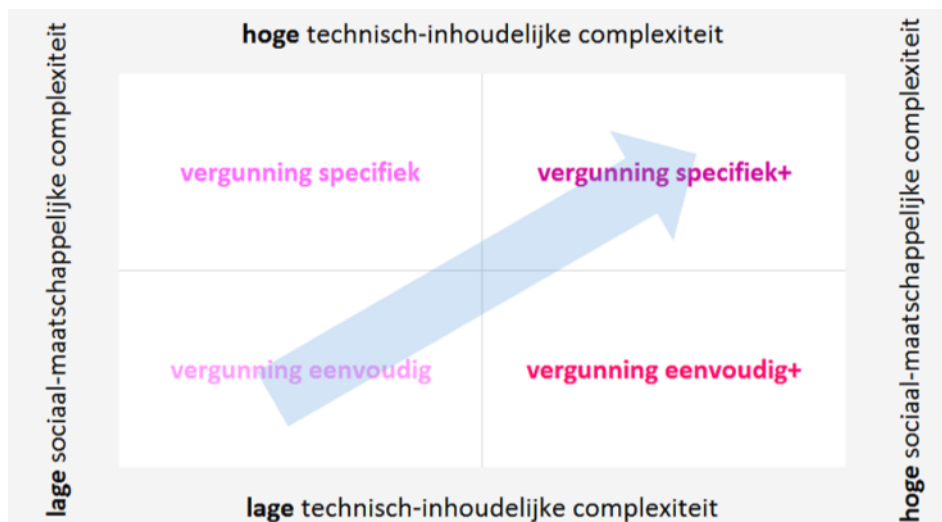 hoge technisch-inhoudelijke complexiteit
lage sociaal-maatschappelijke complexiteit
vergunning specifiek
vergunning specifiek+
vergunning eenvoudig
vergunning eenvoudig+
hoge sociaal-maatschappelijke complexiteit
lage technisch-inhoudelijke complexiteit